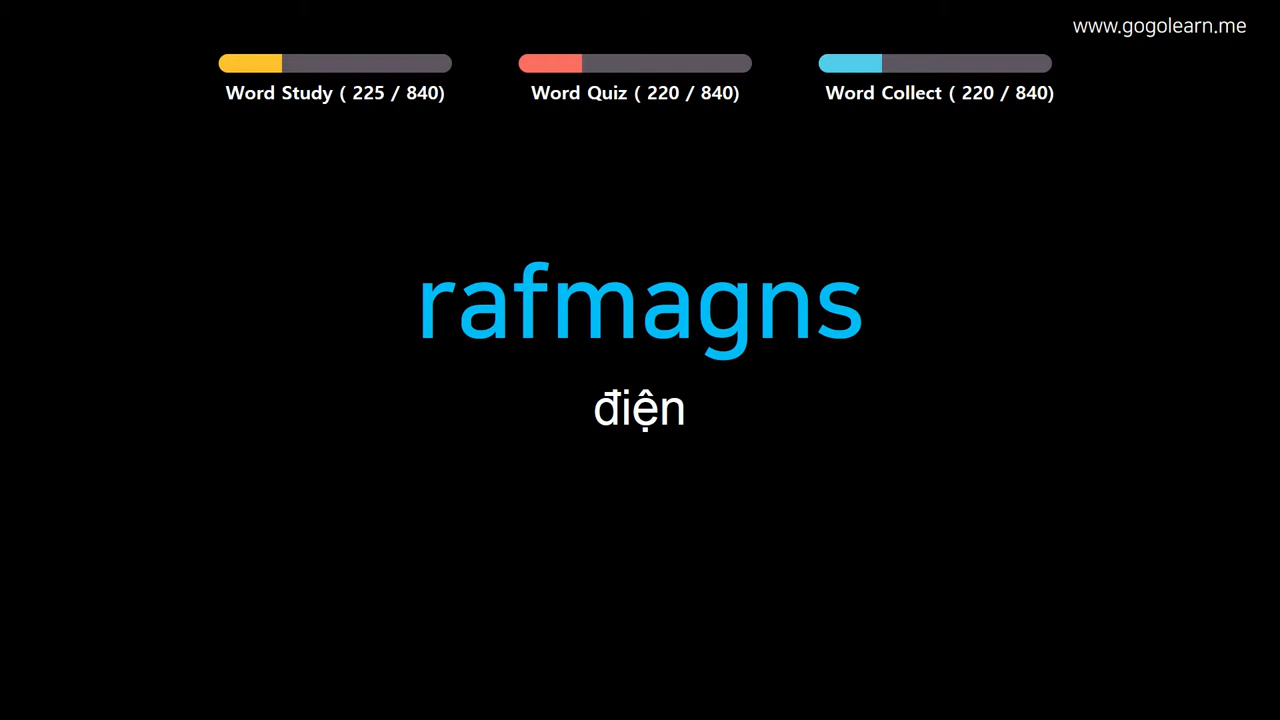 www.gogolearn.me
Word Study ( 225 / 840)
Word Quiz ( 220 / 840)
Word Collect ( 220 / 840)
rafmagns
điện